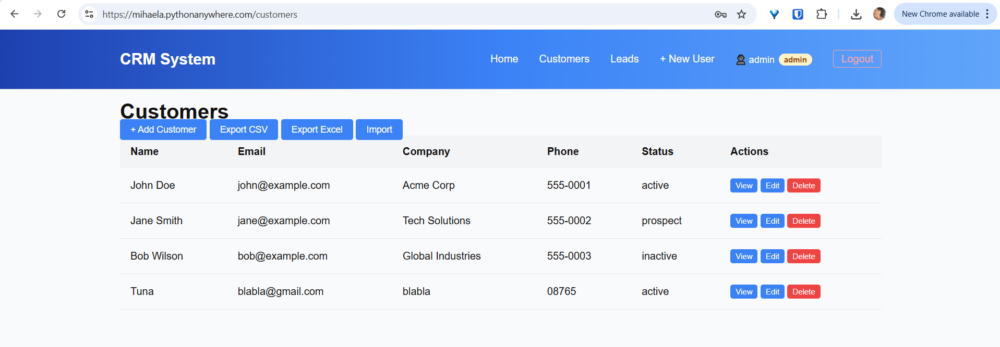 https://mihaela.pythonanywhere.com/customers New Chrome available
CRM System Home Customers Leads + New User admin admin Logout
Customers
+ Add Customer Export CSV Export Excel Import
Name Email Company Phone Status Actions
John Doe john@example.com Acme Corp 555-0001 active View Edit Delete
Jane Smith jane@example.com Tech Solutions 555-0002 prospect View Edit Delete
Bob Wilson bob@example.com Global Industries 555-0003 inactive View Edit Delete
Tuna blabla@gmail.com blabla 08765 active View Edit Delete